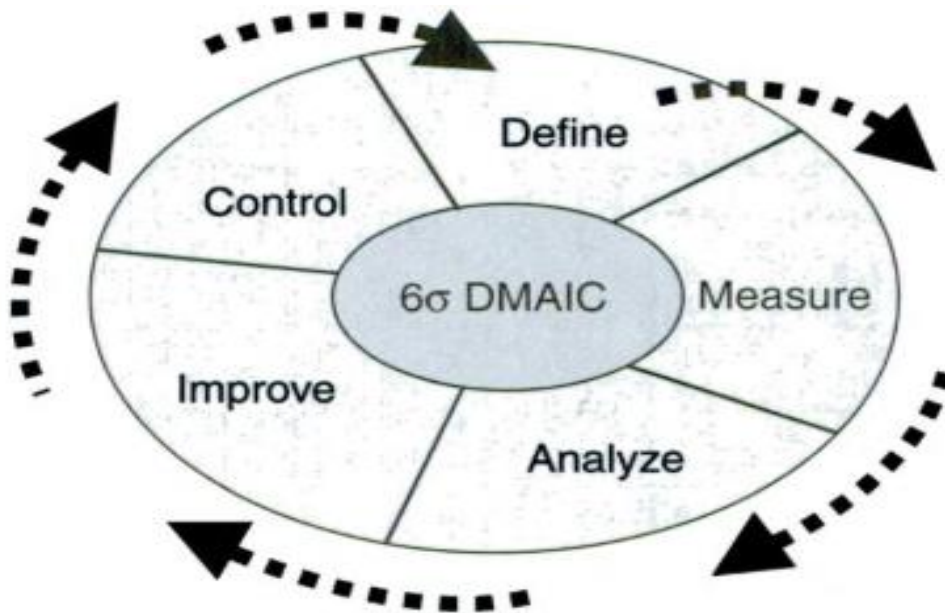 Define
Control
6σ DMAIC
Measure
Improve
Analyze